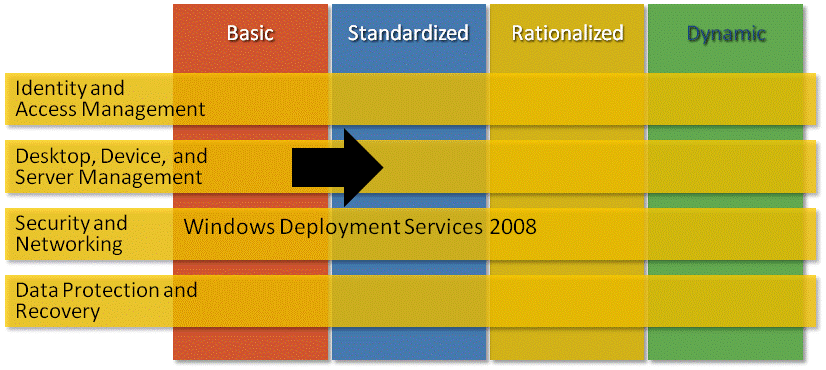 Basic
Standardized
Rationalized
Dynamic
Identity and
Access Management
Desktop, Device, and
Server Management
Security and
Networking
Windows Deployment Services 2008
Data Protection and
Recovery